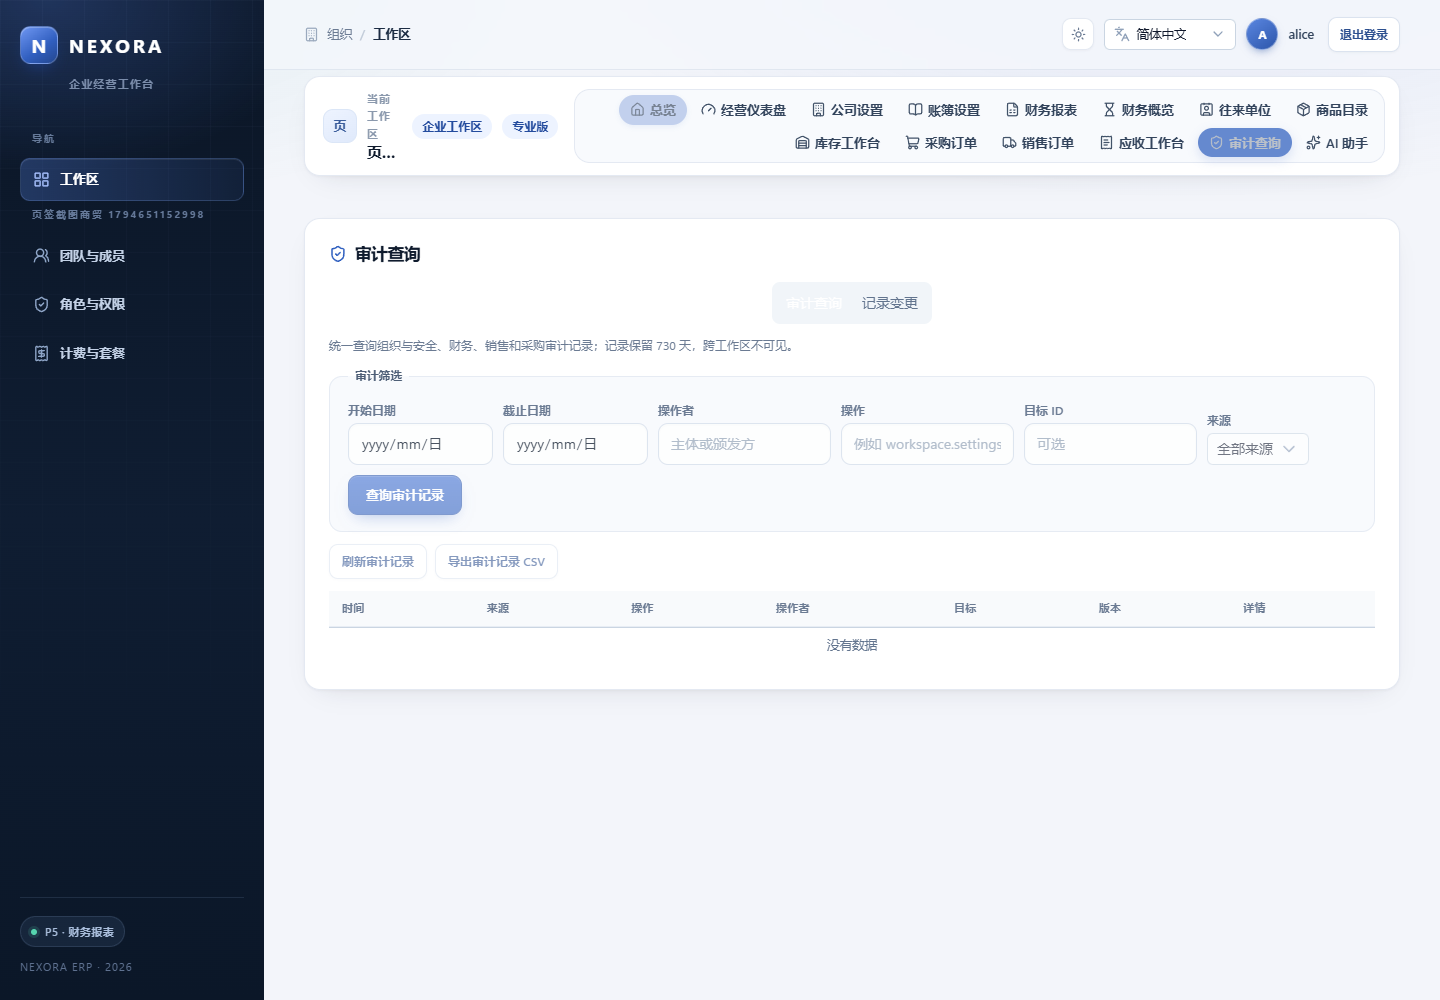 N NEXORA
企业经营工作台
导航
工作区
页签截图商贸 1794651152998
团队与成员
角色与权限
计费与套餐
P5 · 财务报表
NEXORA ERP · 2026
组织 / 工作区
简体中文
A alice
退出登录
页
当前工作区
页...
企业工作区
专业版
总览 经营仪表盘 公司设置 账簿设置 财务报表 财务概览 往来单位 商品目录
库存工作台 采购订单 销售订单 应收工作台 审计查询 AI 助手
审计查询
审计查询 记录变更
统一查询组织与安全、财务、销售和采购审计记录；记录保留 730 天，跨工作区不可见。
审计筛选
开始日期 截止日期 操作者 操作 目标 ID 来源
yyyy/mm/日 yyyy/mm/日 主体或颁发方 例如 workspace.settings 可选 全部来源
查询审计记录
刷新审计记录 导出审计记录 CSV
时间 来源 操作 操作者 目标 版本 详情
没有数据